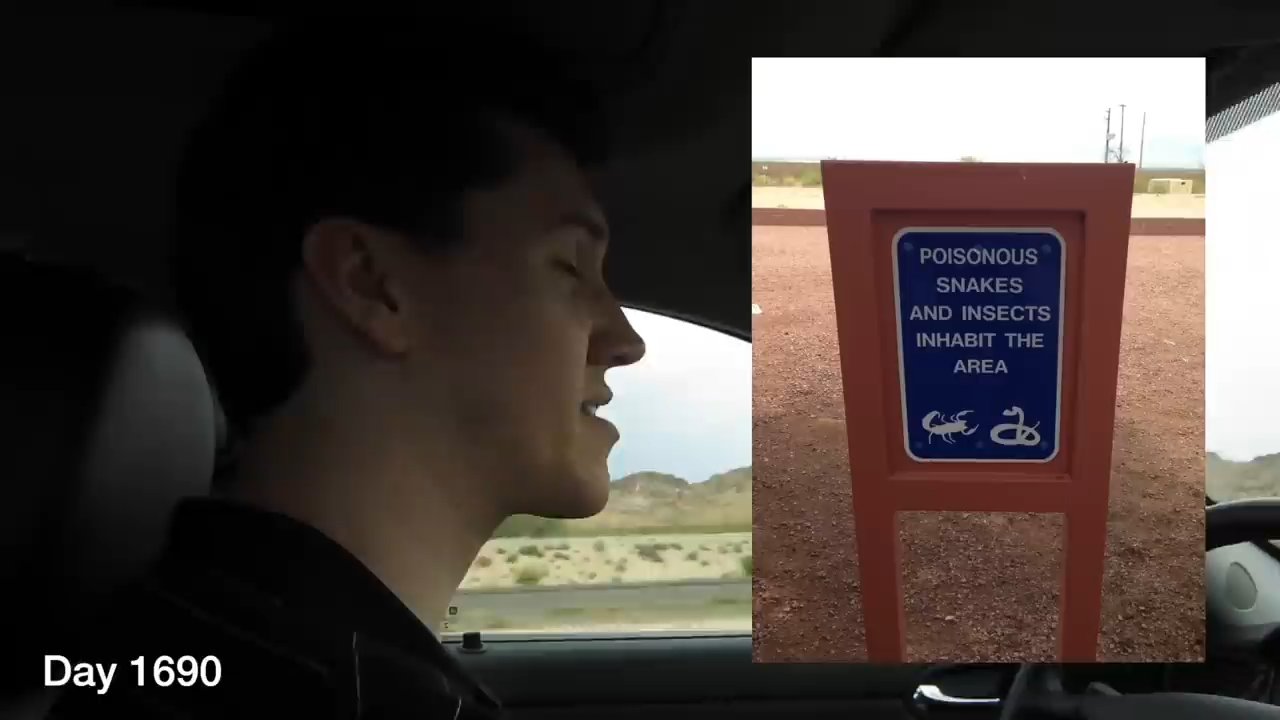 POISONOUS
SNAKES
AND INSECTS
INHABIT THE
AREA
Day 1690